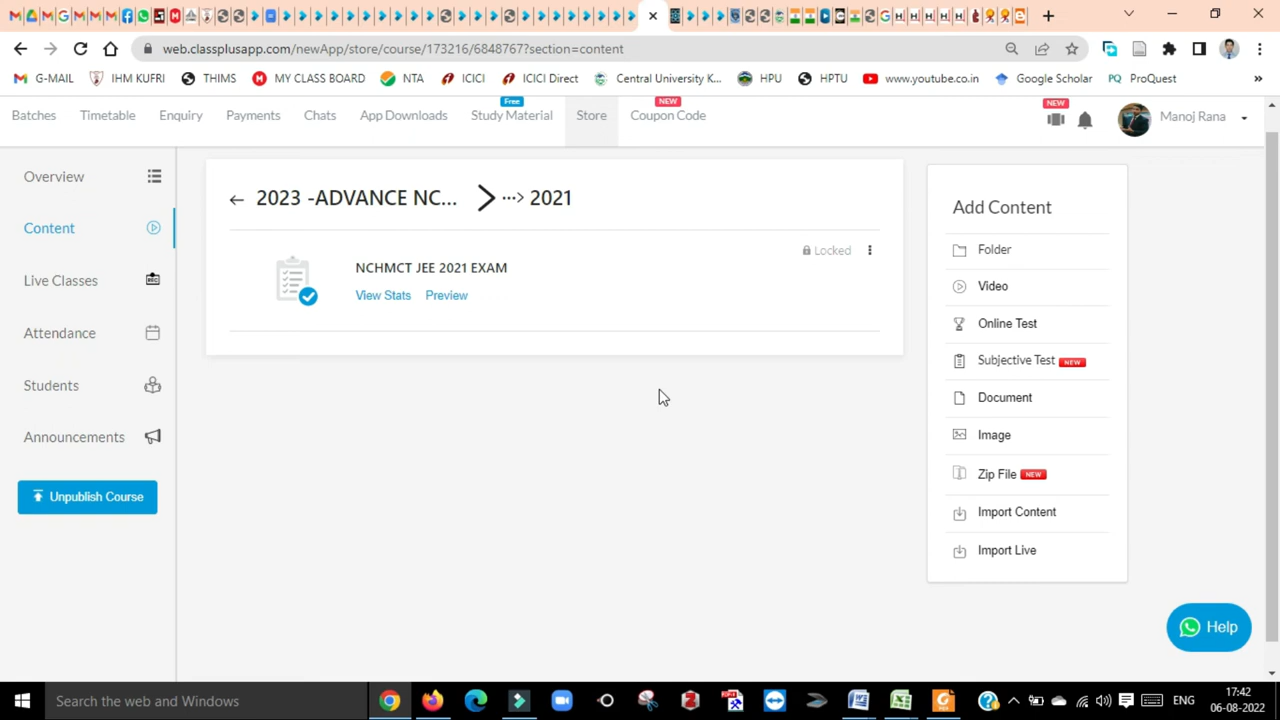 web.classplusapp.com/newApp/store/course/173216/6848767?section=content
G-MAIL IHM KUFRI THIMS MY CLASS BOARD NTA ICICI ICICI Direct Central University K... HPU HPTU www.youtube.co.in Google Scholar PQ ProQuest »
Free NEW NEW
Batches Timetable Enquiry Payments Chats App Downloads Study Material Store Coupon Code Manoj Rana
Overview
Content
Live Classes
Attendance
Students
Announcements
Unpublish Course
2023 -ADVANCE NC... 2021
Locked
NCHMCT JEE 2021 EXAM
View Stats Preview
Add Content
Folder
Video
Online Test
Subjective Test NEW
Document
Image
Zip File NEW
Import Content
Import Live
Help
Search the web and Windows
ENG
17:42
06-08-2022